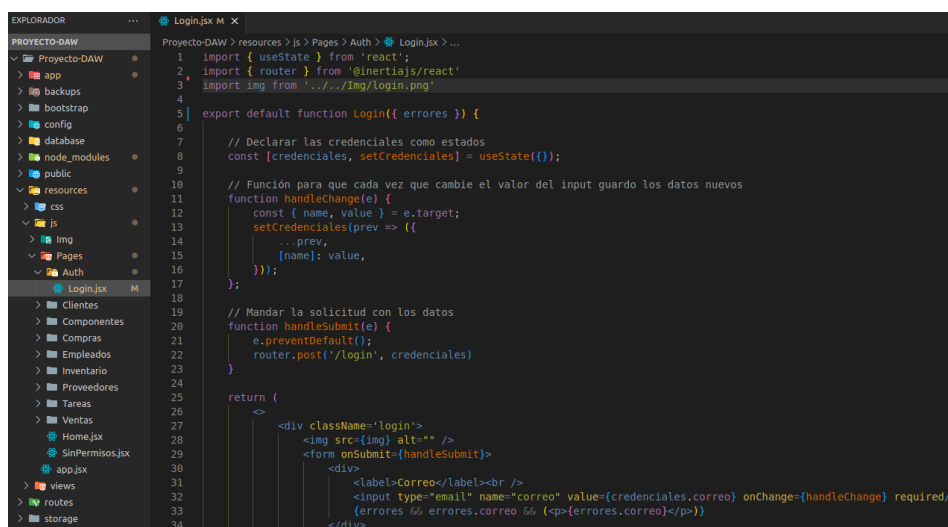 EXPLORADOR
PROYECTO-DAW
Proyecto-DAW
app
backups
bootstrap
config
database
node_modules
public
resources
css
js
Img
Pages
Auth
Login.jsx M
Clientes
Componentes
Compras
Empleados
Inventario
Proveedores
Tareas
Ventas
Home.jsx
SinPermisos.jsx
app.jsx
views
routes
storage
Login.jsx M
Proyecto-DAW > resources > js > Pages > Auth > Login.jsx > ...
1 import { useState } from 'react';
2 import { router } from '@inertiajs/react'
3 import img from '../../Img/login.png'
4
5 export default function Login({ errores }) {
6
7 // Declarar las credenciales como estados
8 const [credenciales, setCredenciales] = useState({});
9
10 // Función para que cada vez que cambie el valor del input guardo los datos nuevos
11 function handleChange(e) {
12 const { name, value } = e.target;
13 setCredenciales(prev => ({
14 ...prev,
15 [name]: value,
16 }));
17 };
18
19 // Mandar la solicitud con los datos
20 function handleSubmit(e) {
21 e.preventDefault();
22 router.post('/login', credenciales)
23 }
24
25 return (
26 <>
27 <div className='login'>
28 <img src={img} alt="" />
29 <form onSubmit={handleSubmit}>
30 <div>
31 <label>Correo</label><br />
32 <input type="email" name="correo" value={credenciales.correo} onChange={handleChange} required/
33 {errores && errores.correo && (<p>{errores.correo}</p>)}
34 </div>